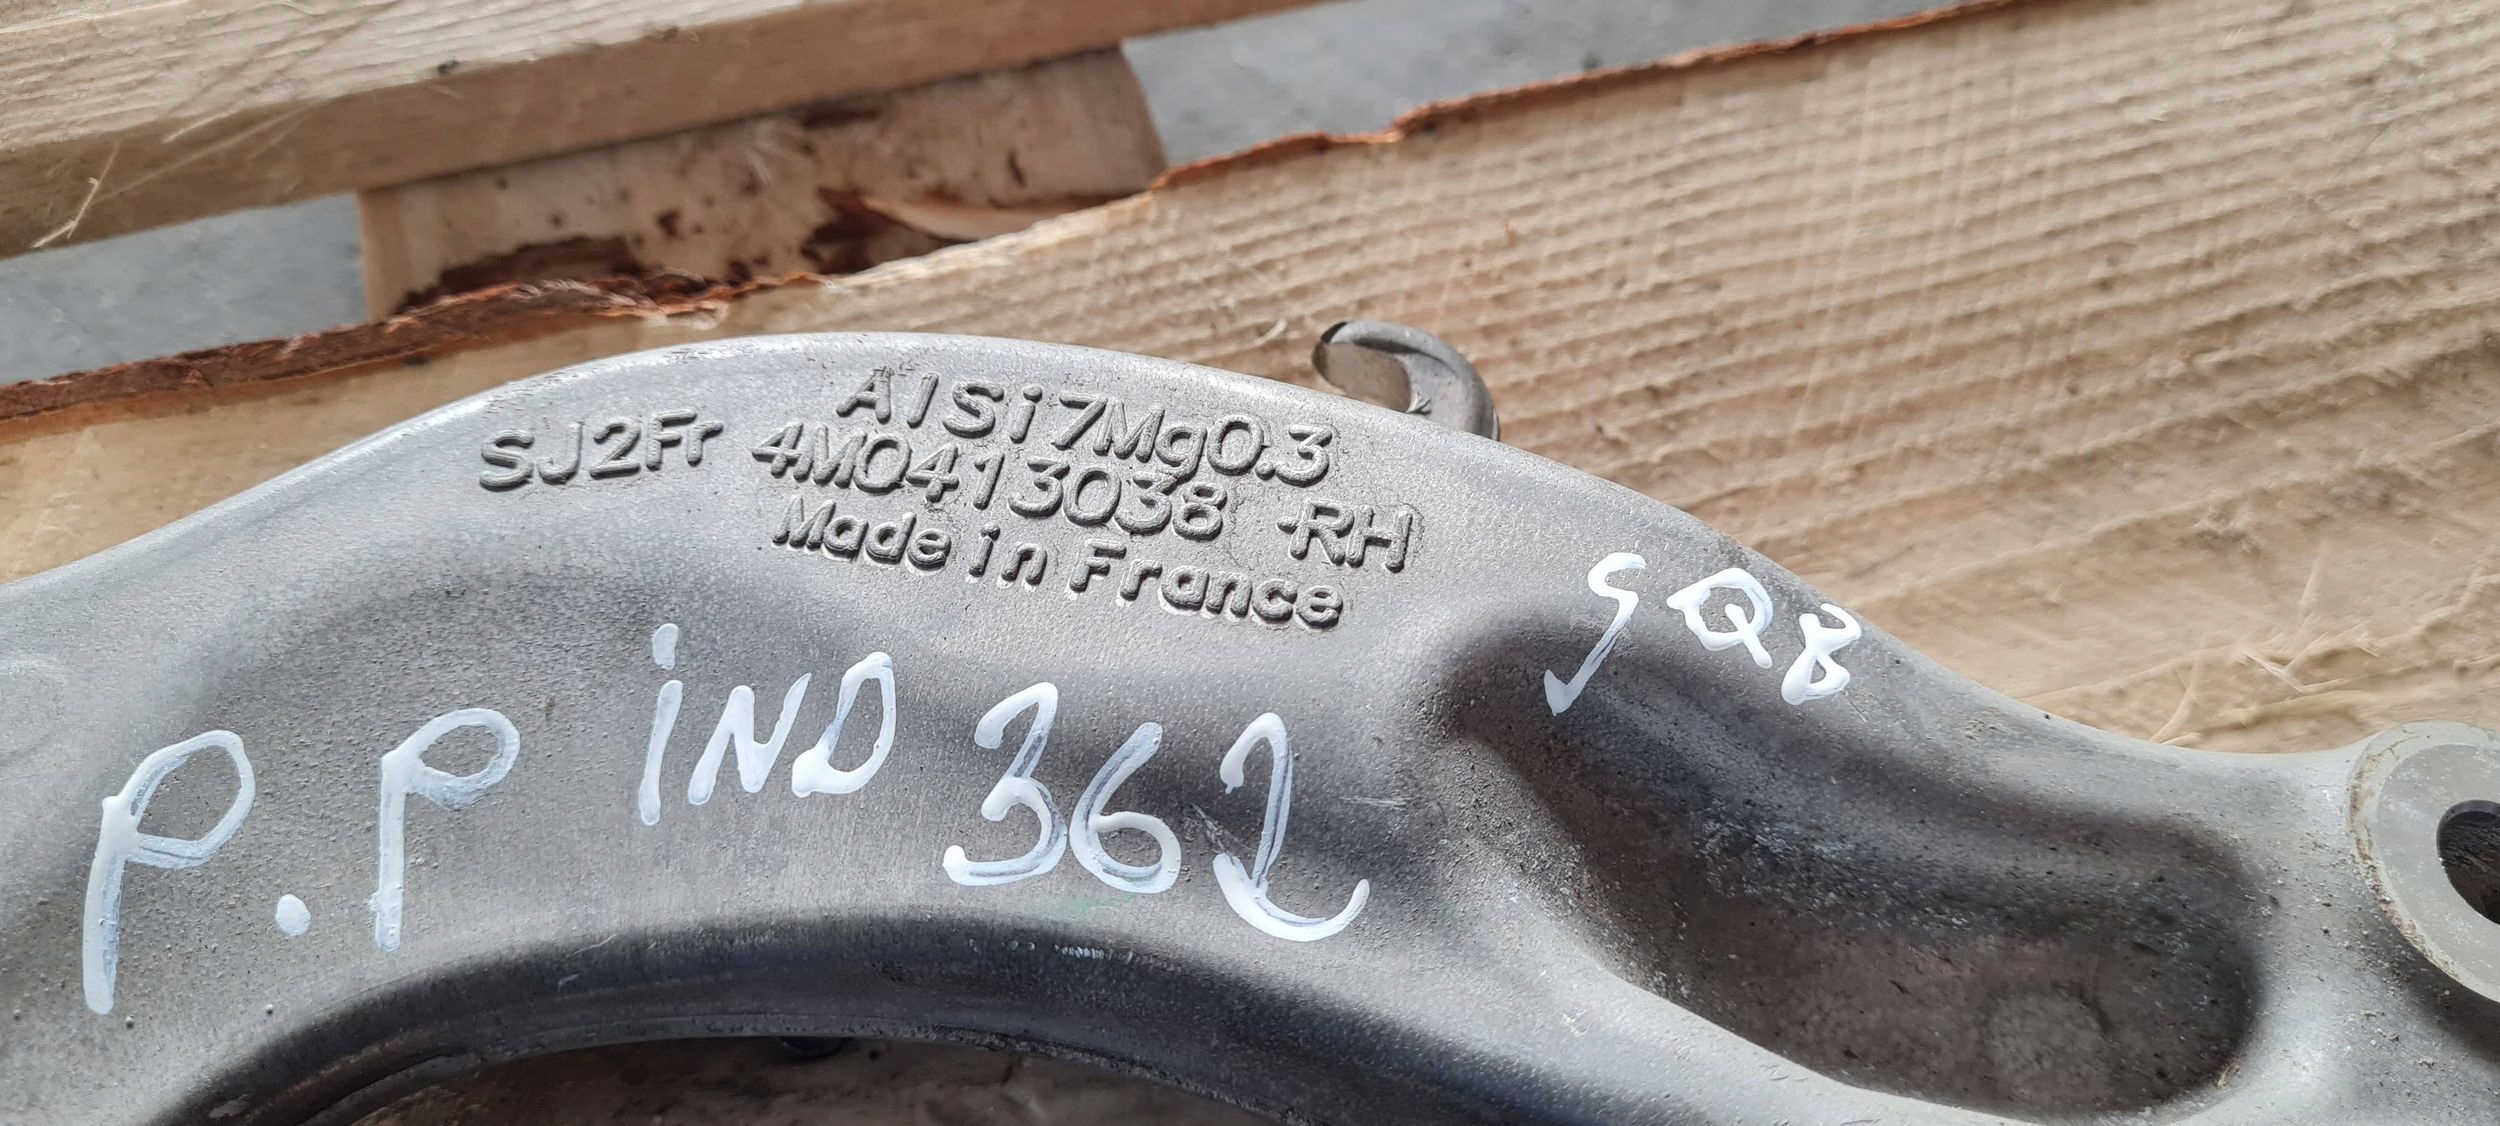 AlSi7Mg0.3
SJ2Fr 4M0413038 -RH
Made in France
SQ8
P.P iND 362